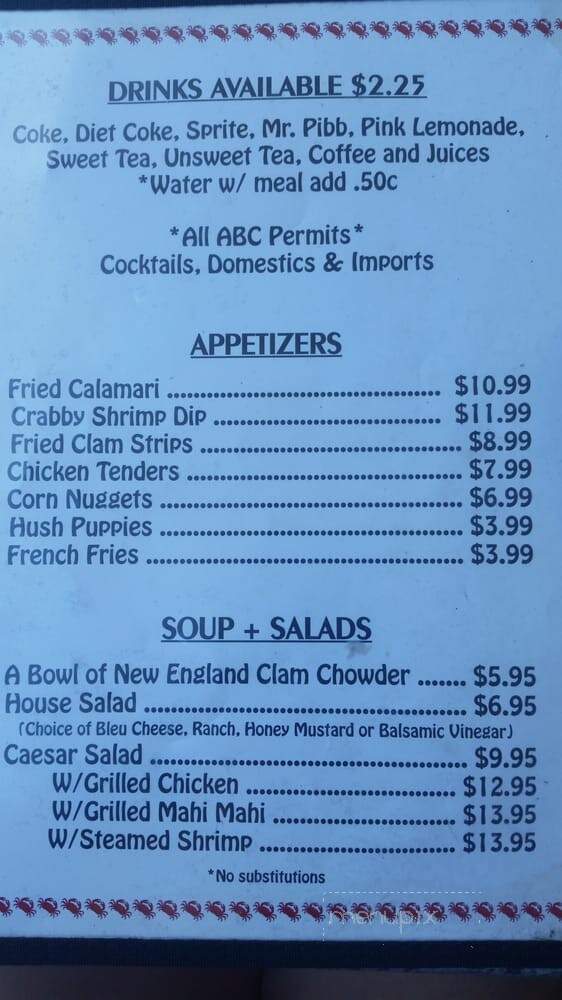 DRINKS AVAILABLE $2.25
Coke, Diet Coke, Sprite, Mr. Pibb, Pink Lemonade,
Sweet Tea, Unsweet Tea, Coffee and Juices
*Water w/ meal add .50c
*All ABC Permits*
Cocktails, Domestics & Imports
APPETIZERS
Fried Calamari ........................................ $10.99
Crabby Shrimp Dip ................................. $11.99
Fried Clam Strips ...................................... $8.99
Chicken Tenders ........................................ $7.99
Corn Nuggets ............................................ $6.99
Hush Puppies ............................................ $3.99
French Fries .............................................. $3.99
SOUP + SALADS
A Bowl of New England Clam Chowder ....... $5.95
House Salad ............................................... $6.95
(Choice of Bleu Cheese, Ranch, Honey Mustard or Balsamic Vinegar)
Caesar Salad .............................................. $9.95
W/Grilled Chicken .............................. $12.95
W/Grilled Mahi Mahi .......................... $13.95
W/Steamed Shrimp ............................ $13.95
*No substitutions
menupix